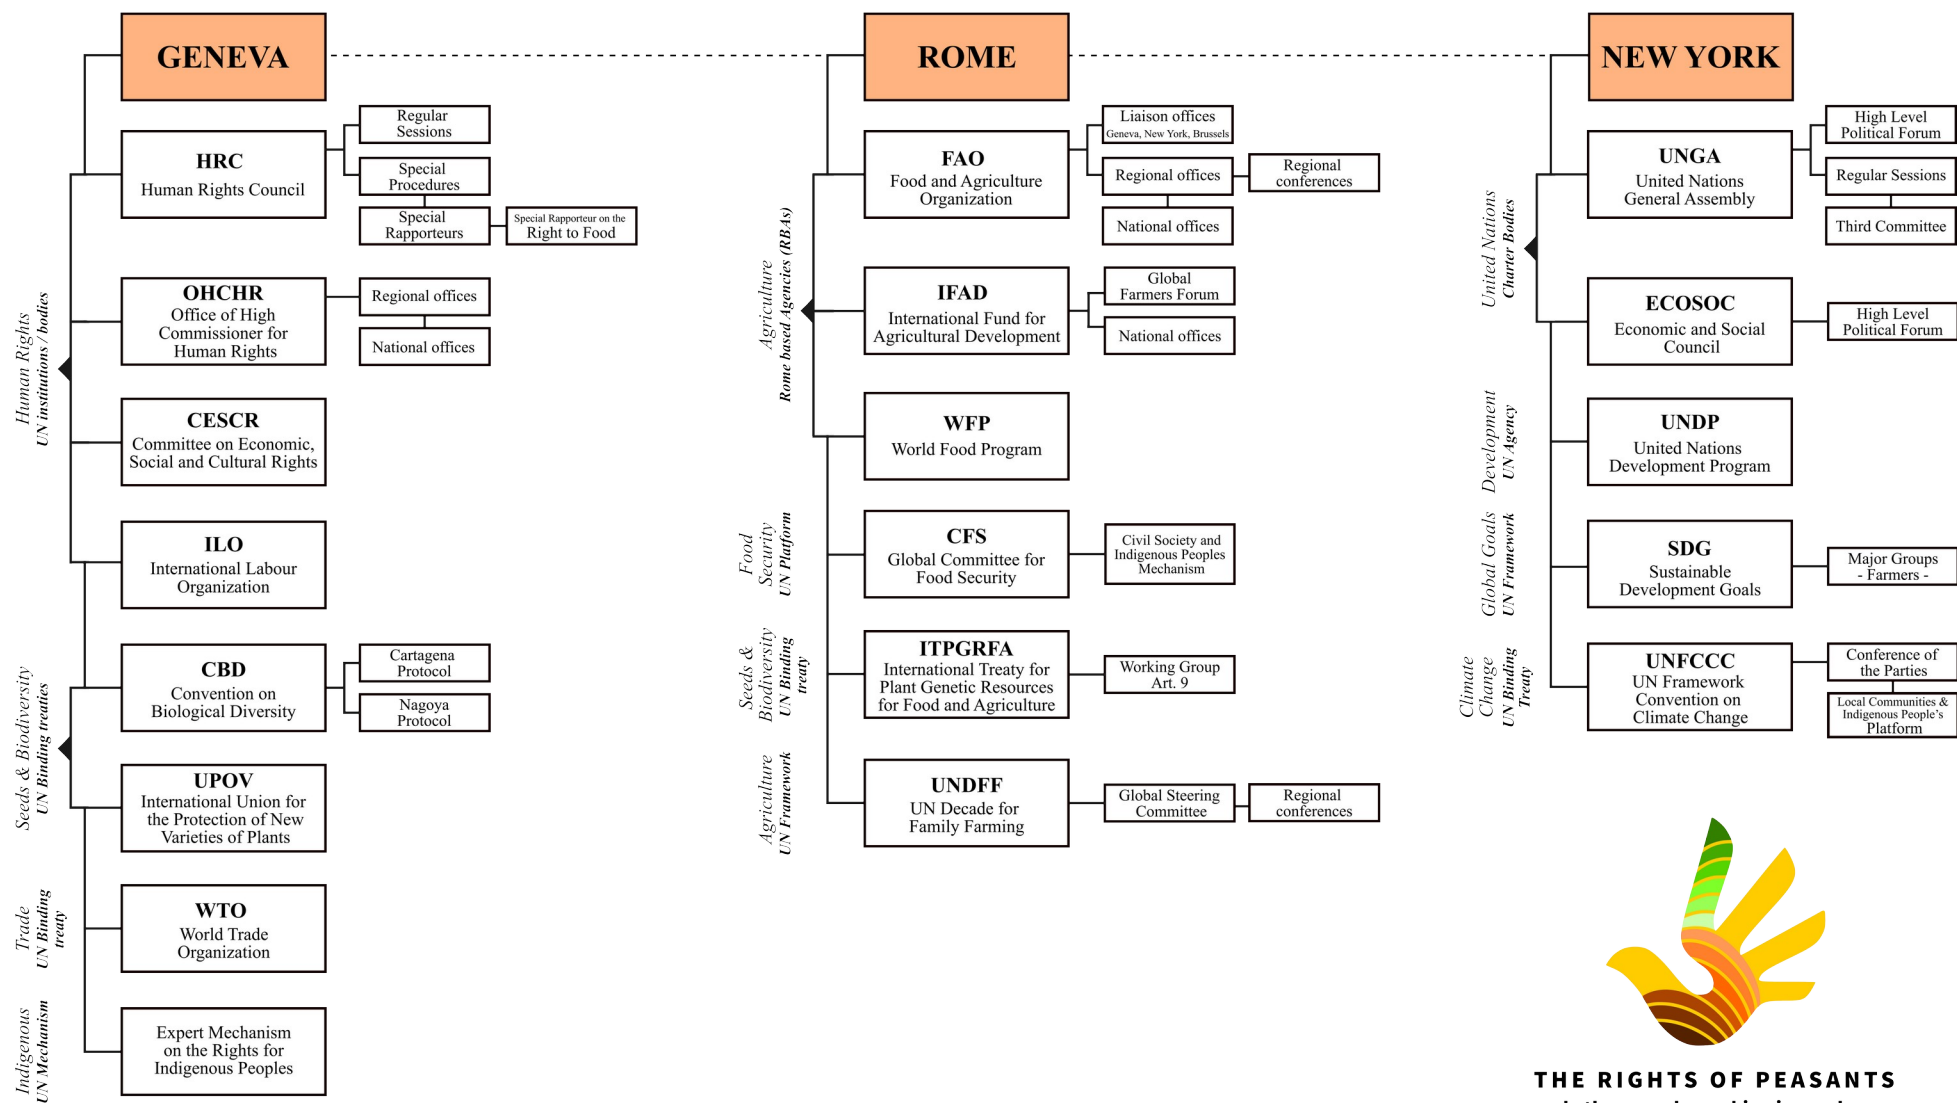 GENEVA
HRC
Human Rights Council
Regular
Sessions
Special
Procedures
Special
Rapporteurs
Special Rapporteur on the
Right to Food
OHCHR
Office of High
Commissioner for
Human Rights
Regional offices
National offices
CESCR
Committee on Economic,
Social and Cultural Rights
ILO
International Labour
Organization
Human Rights
UN institutions / bodies
CBD
Convention on
Biological Diversity
Cartagena
Protocol
Nagoya
Protocol
UPOV
International Union for
the Protection of New
Varieties of Plants
Seeds & Biodiversity
UN Binding treaties
WTO
World Trade
Organization
Trade
UN Binding
treaty
Expert Mechanism
on the Rights for
Indigenous Peoples
Indigenous
UN Mechanism
ROME
FAO
Food and Agriculture
Organization
Liaison offices
Geneva, New York, Brussels
Regional offices
Regional
conferences
National offices
IFAD
International Fund for
Agricultural Development
Global
Farmers Forum
National offices
WFP
World Food Program
Agriculture
Rome based Agencies (RBAs)
CFS
Global Committee for
Food Security
Civil Society and
Indigenous Peoples
Mechanism
Food
Security
UN Platform
ITPGRFA
International Treaty for
Plant Genetic Resources
for Food and Agriculture
Working Group
Art. 9
Seeds &
Biodiversity
UN Binding
treaty
UNDFF
UN Decade for
Family Farming
Global Steering
Committee
Regional
conferences
Agriculture
UN Framework
NEW YORK
UNGA
United Nations
General Assembly
High Level
Political Forum
Regular Sessions
Third Committee
ECOSOC
Economic and Social
Council
High Level
Political Forum
United Nations
Charter Bodies
UNDP
United Nations
Development Program
Development
UN Agency
SDG
Sustainable
Development Goals
Major Groups
- Farmers -
Global Goals
UN Framework
UNFCCC
UN Framework
Convention on
Climate Change
Conference of
the Parties
Local Communities &
Indigenous People's
Platform
Climate
Change
UN Binding
Treaty
THE RIGHTS OF PEASANTS